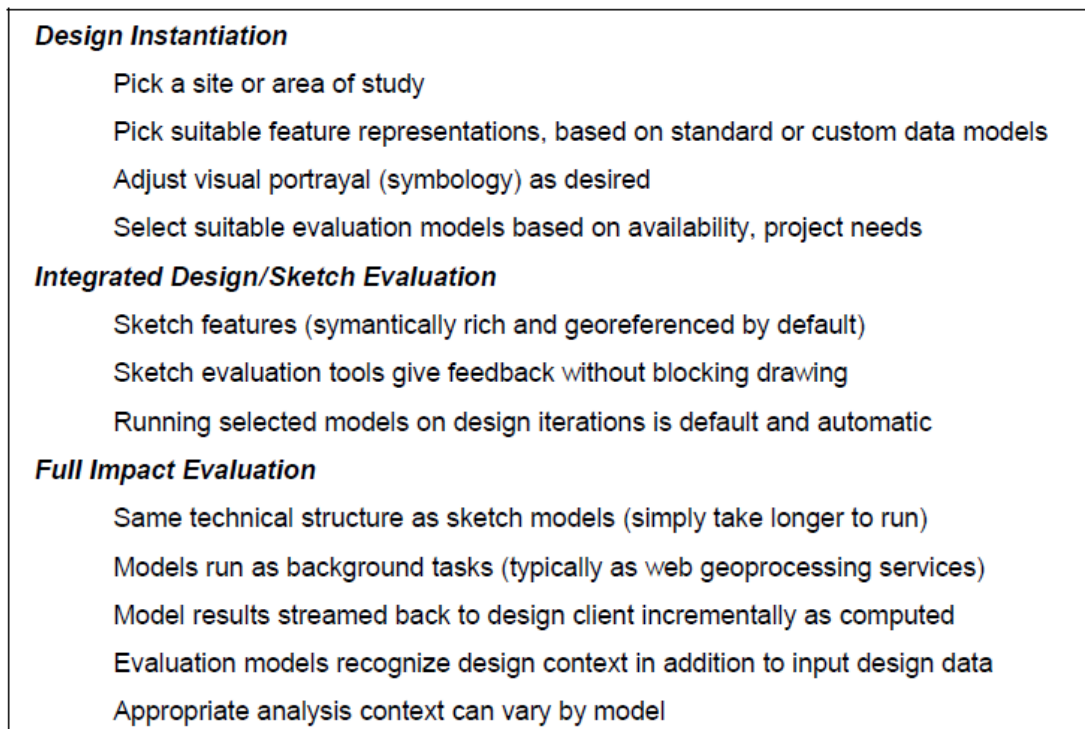 Design Instantiation
Pick a site or area of study
Pick suitable feature representations, based on standard or custom data models
Adjust visual portrayal (symbology) as desired
Select suitable evaluation models based on availability, project needs
Integrated Design/Sketch Evaluation
Sketch features (symantically rich and georeferenced by default)
Sketch evaluation tools give feedback without blocking drawing
Running selected models on design iterations is default and automatic
Full Impact Evaluation
Same technical structure as sketch models (simply take longer to run)
Models run as background tasks (typically as web geoprocessing services)
Model results streamed back to design client incrementally as computed
Evaluation models recognize design context in addition to input design data
Appropriate analysis context can vary by model